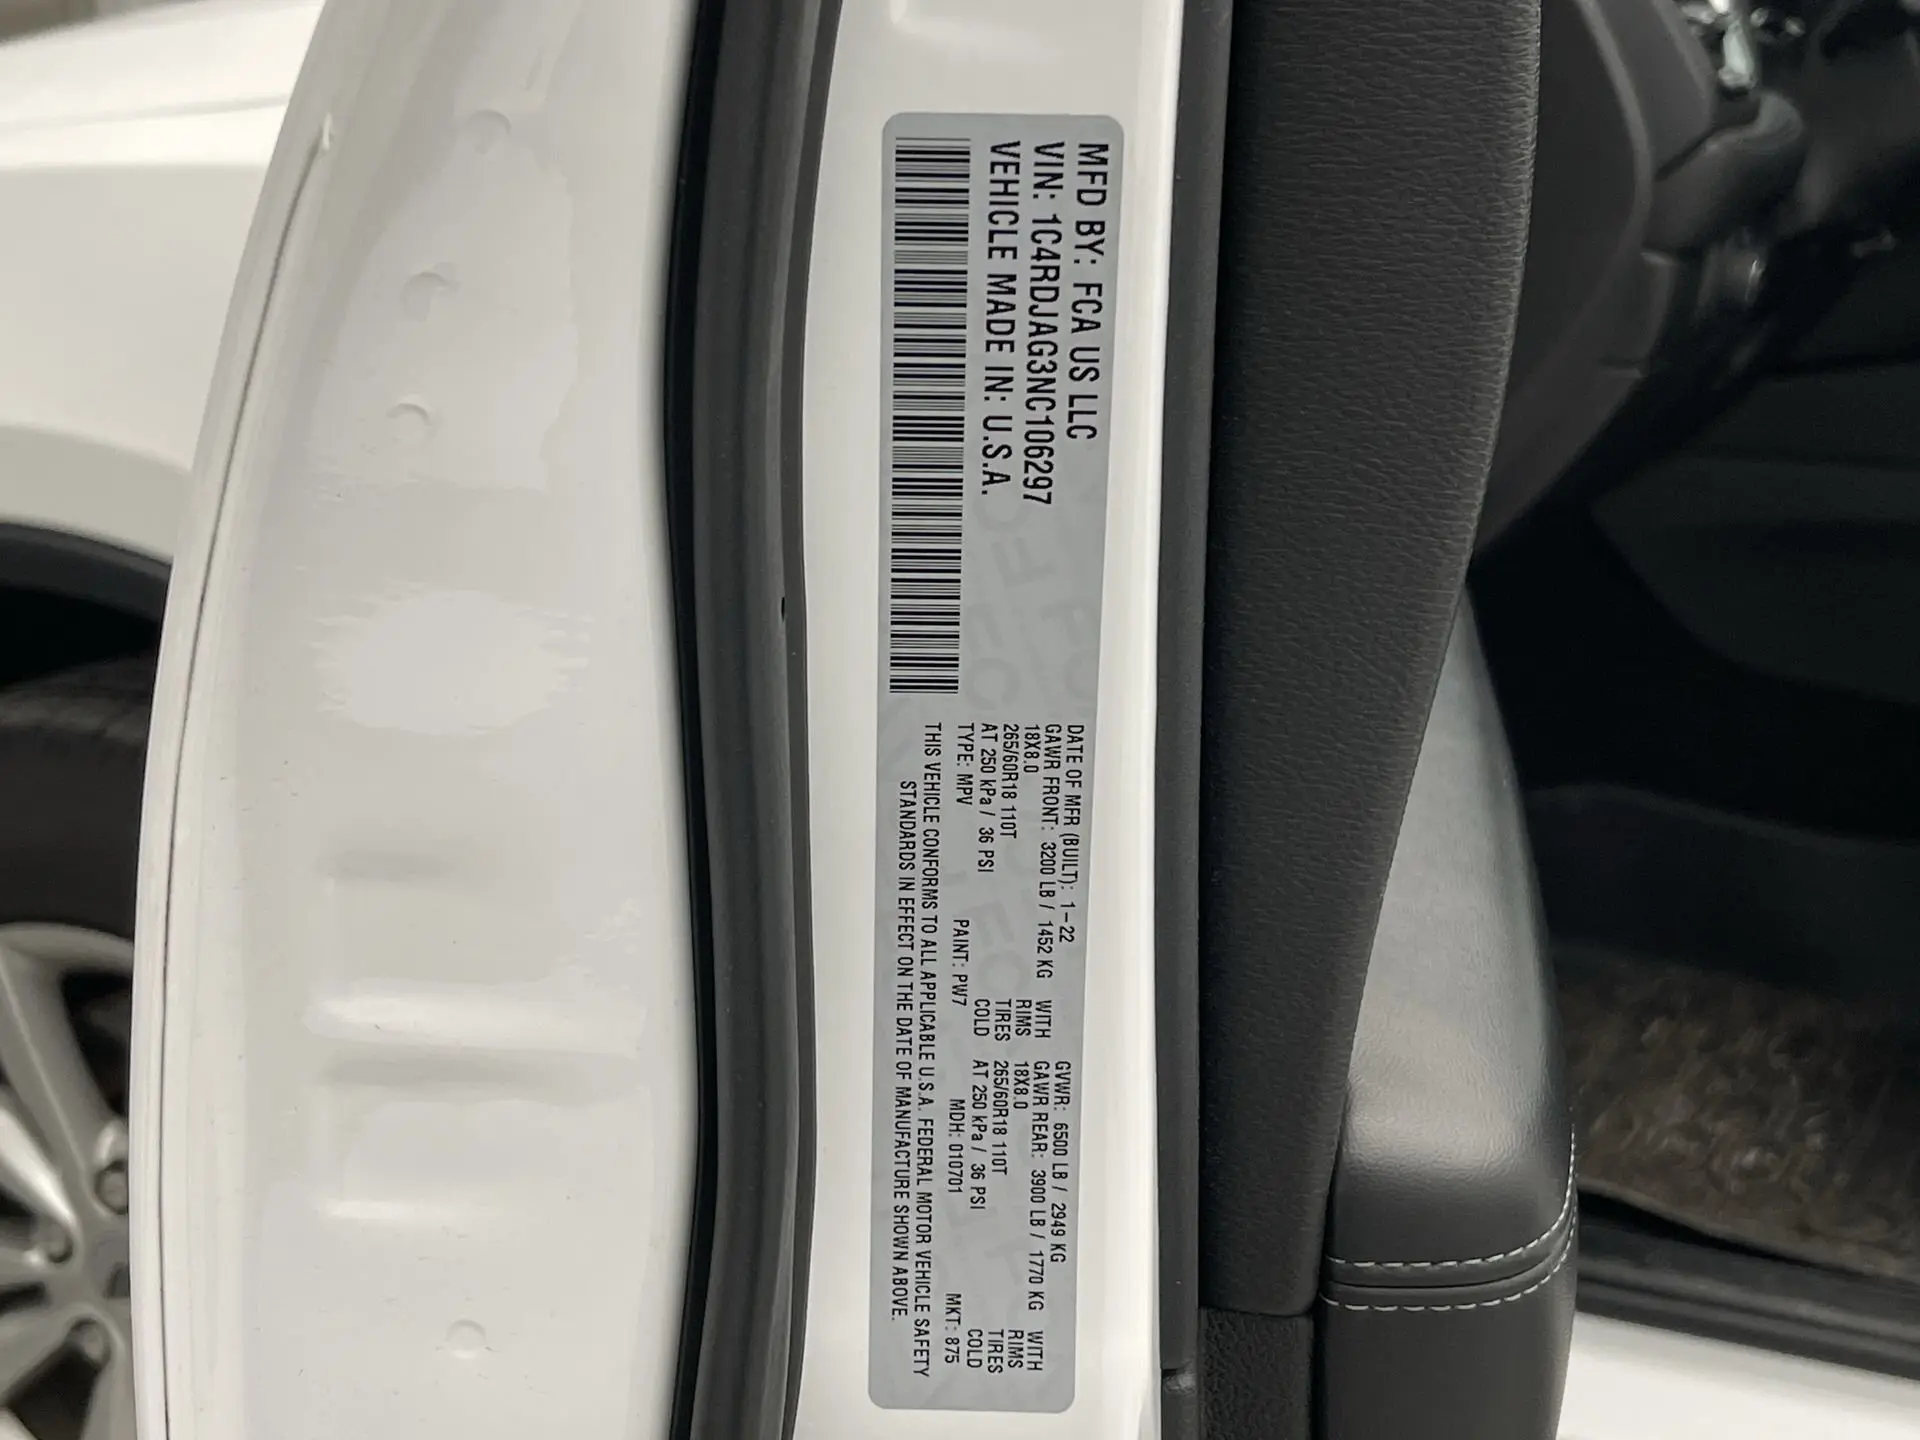 MFD BY: FCA US LLC
VIN: 1C4RDJAG3NC106297
VEHICLE MADE IN: U.S.A.
DATE OF MFR (BUILT): 1-22 GVWR: 6500 LB / 2949 KG
GAWR FRONT: 3200 LB / 1452 KG WITH GAWR REAR: 3900 LB / 1770 KG WITH
18X8.0 RIMS 18X8.0 RIMS
265/60R18 110T TIRES 265/60R18 110T TIRES
AT 250 kPa / 36 PSI COLD AT 250 kPa / 36 PSI COLD
TYPE: MPV PAINT: PW7 MDH: 010701 MKT: 875
THIS VEHICLE CONFORMS TO ALL APPLICABLE U.S.A. FEDERAL MOTOR VEHICLE SAFETY
STANDARDS IN EFFECT ON THE DATE OF MANUFACTURE SHOWN ABOVE.